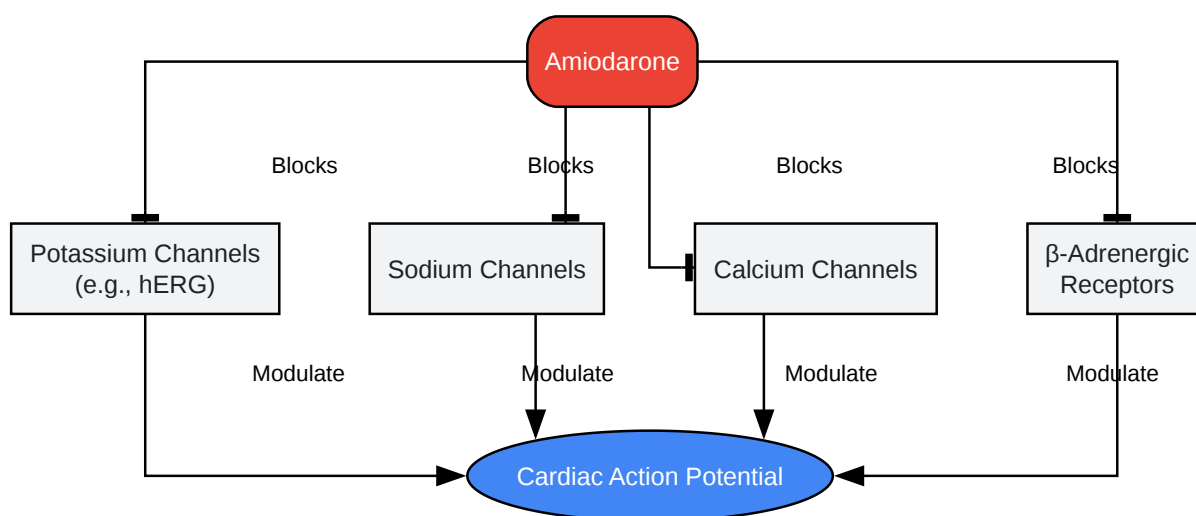 Amiodarone
Blocks
Blocks
Blocks
Blocks
Potassium Channels
(e.g., hERG)
Sodium Channels
Calcium Channels
β-Adrenergic
Receptors
Modulate
Modulate
Modulate
Modulate
Cardiac Action Potential